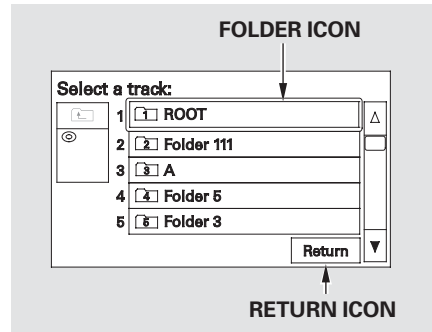 FOLDER ICON
Select a track:
1 1 ROOT
2 2 Folder 111
3 3 A
4 4 Folder 5
5 5 Folder 3
Return
RETURN ICON